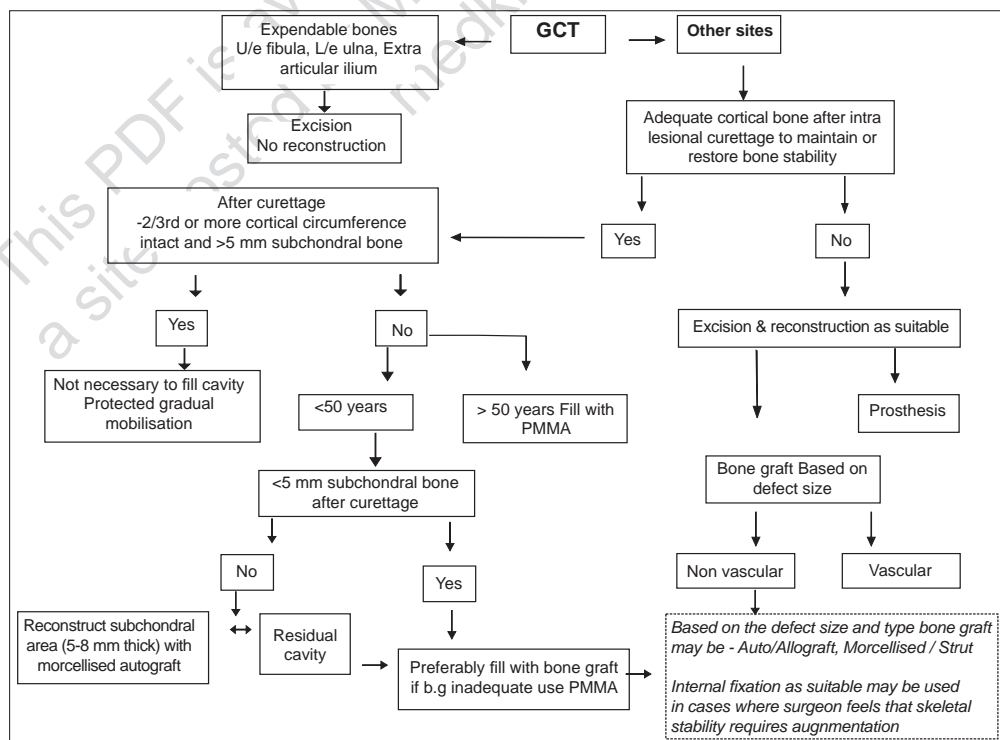 GCT
Expendable bones
U/e fibula, L/e ulna, Extra
articular ilium
Other sites
Excision
No reconstruction
Adequate cortical bone after intra
lesional curettage to maintain or
restore bone stability
After curettage
-2/3rd or more cortical circumference
intact and >5 mm subchondral bone
Yes
No
Yes
No
Excision & reconstruction as suitable
Not necessary to fill cavity
Protected gradual
mobilisation
<50 years
> 50 years Fill with
PMMA
Prosthesis
<5 mm subchondral bone
after curettage
Bone graft Based on
defect size
No
Yes
Non vascular
Vascular
Reconstruct subchondral
area (5-8 mm thick) with
morcellised autograft
Residual
cavity
Preferably fill with bone graft
if b.g inadequate use PMMA
Based on the defect size and type bone graft
may be - Auto/Allograft, Morcellised / Strut
Internal fixation as suitable may be used
in cases where surgeon feels that skeletal
stability requires augnmentation
This PDF is av
a site